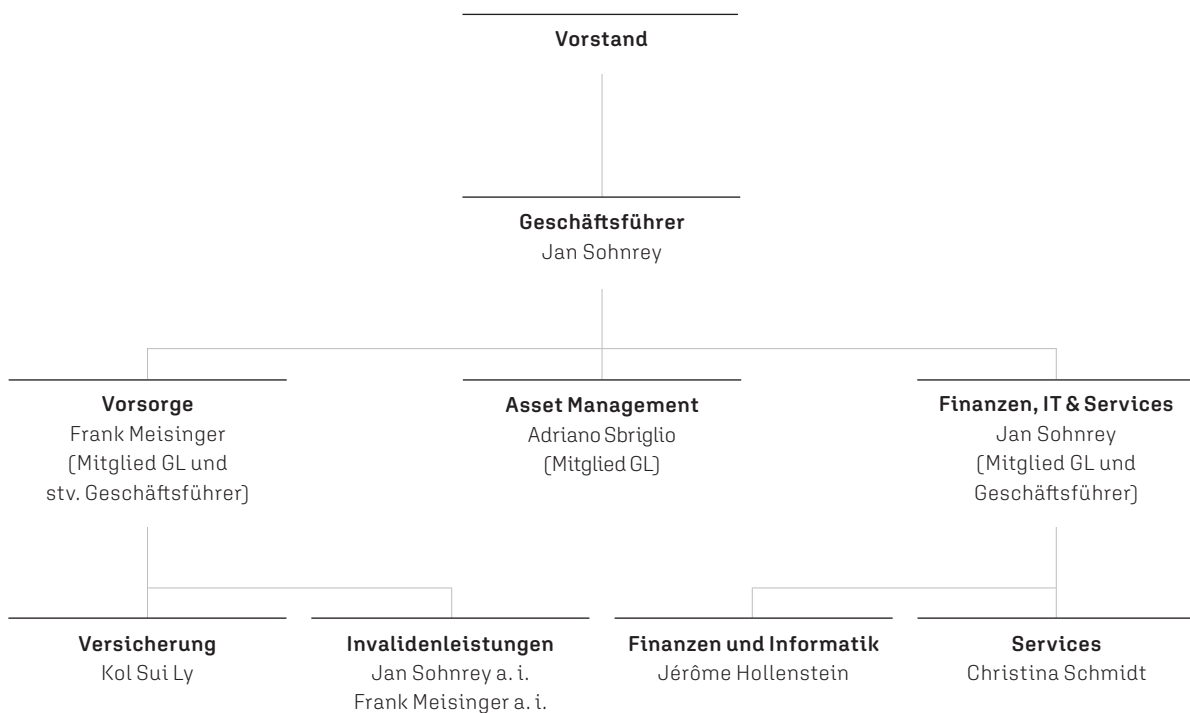 Vorstand
Geschäftsführer
Jan Sohnrey
Vorsorge
Frank Meisinger
(Mitglied GL und
stv. Geschäftsführer)
Asset Management
Adriano Sbriglio
(Mitglied GL)
Finanzen, IT & Services
Jan Sohnrey
(Mitglied GL und
Geschäftsführer)
Versicherung
Kol Sui Ly
Invalidenleistungen
Jan Sohnrey a. i.
Frank Meisinger a. i.
Finanzen und Informatik
Jérôme Hollenstein
Services
Christina Schmidt